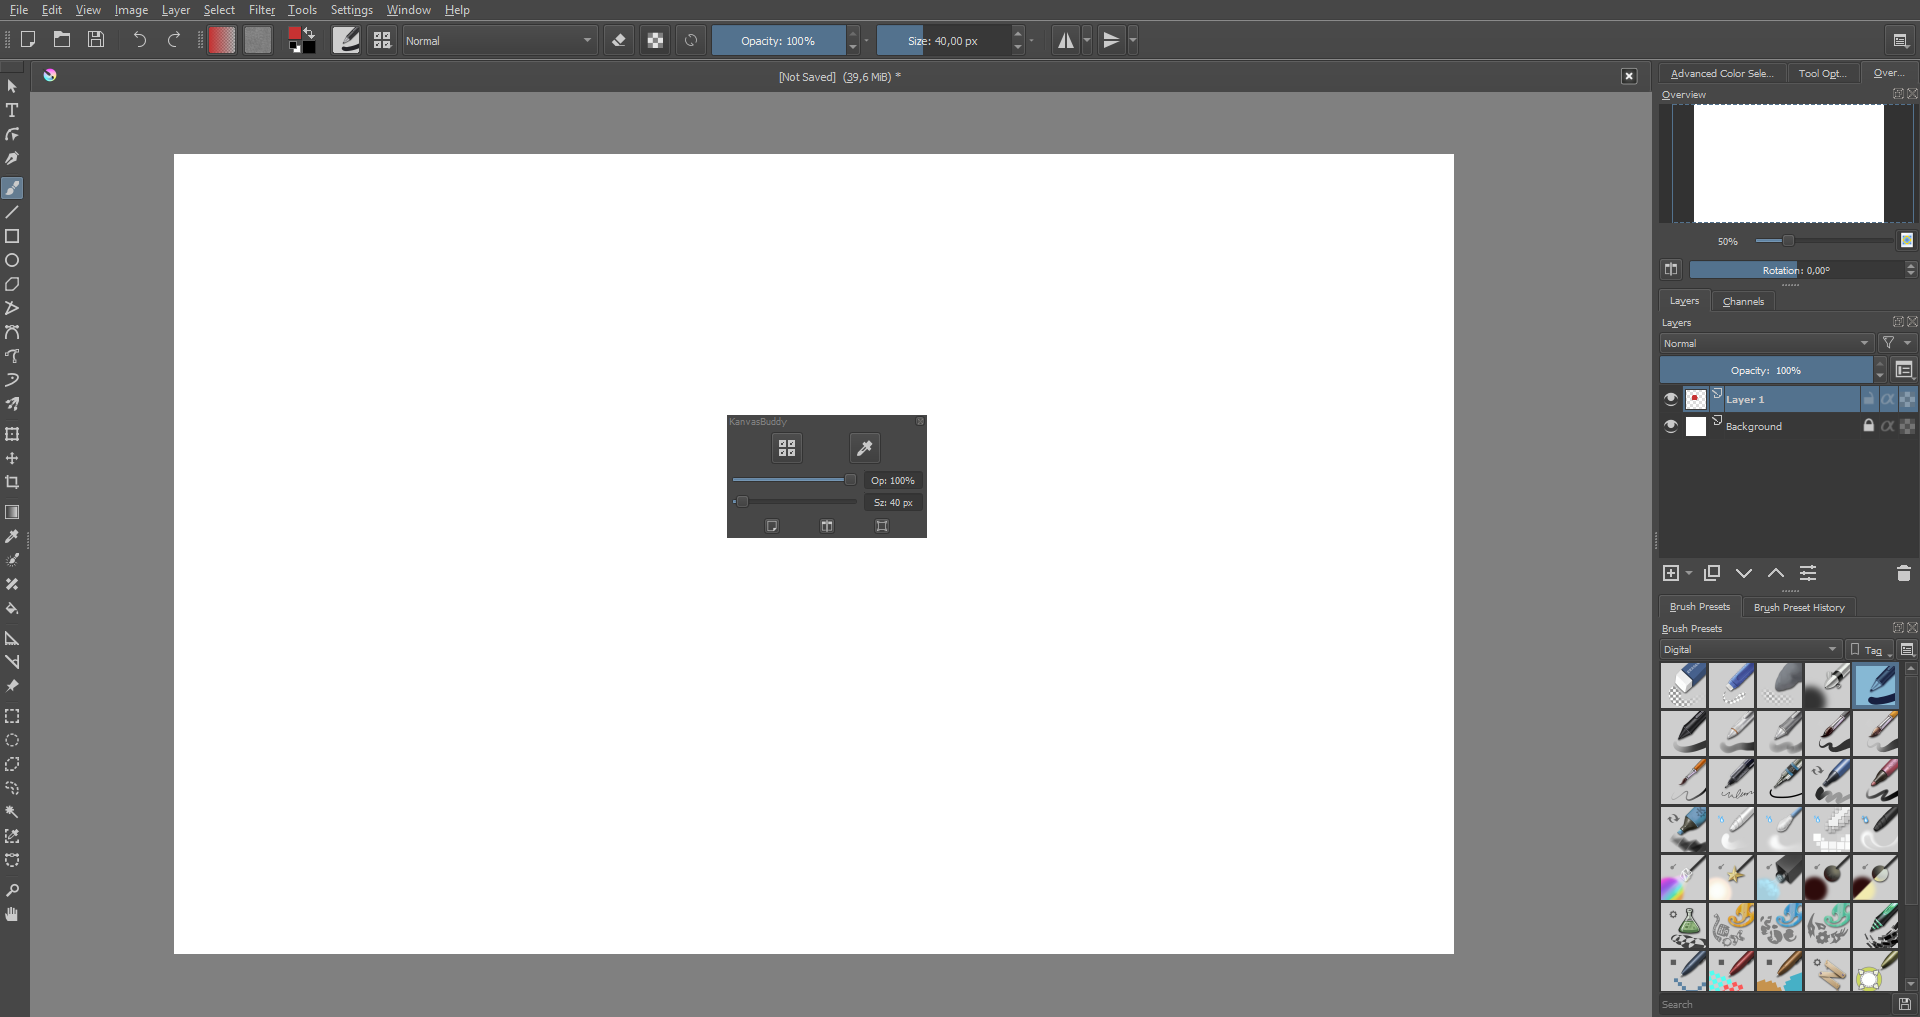 File Edit View Image Layer Select Filter Tools Settings Window Help
Normal
Opacity: 100%
Size: 40,00 px
[Not Saved] (39,6 MiB) *
Advanced Color Sele... Tool Opt... Over...
Overview
50%
Rotation: 0,00°
Layers Channels
Layers
Normal
Opacity: 100%
Layer 1
Background
KanvasBuddy
Op: 100%
Sz: 40 px
Brush Presets Brush Preset History
Brush Presets
Digital
Tag
Search